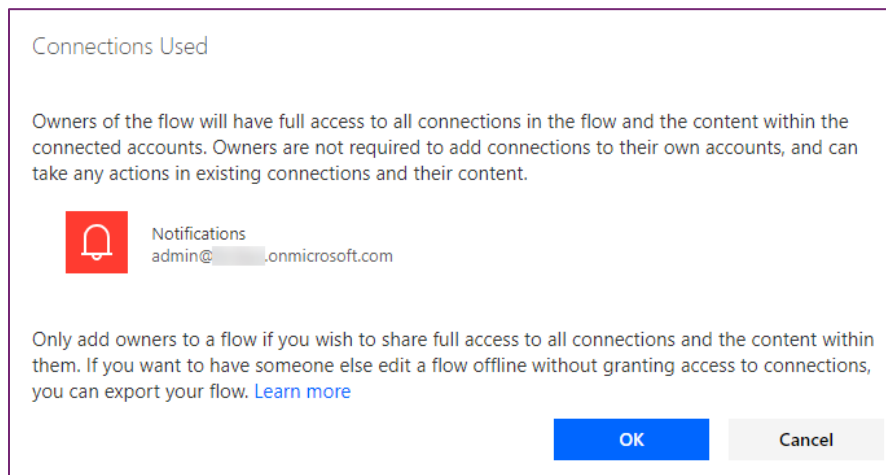 Connections Used
Owners of the flow will have full access to all connections in the flow and the content within the
connected accounts. Owners are not required to add connections to their own accounts, and can
take any actions in existing connections and their content.
Notifications
admin@ .onmicrosoft.com
Only add owners to a flow if you wish to share full access to all connections and the content within
them. If you want to have someone else edit a flow offline without granting access to connections,
you can export your flow. Learn more
OK Cancel